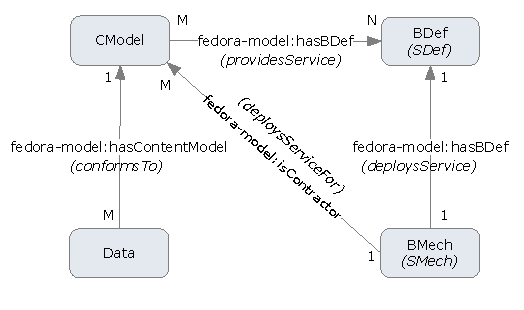 M
N
CModel
fedora-model:hasBDef
(providesService)
BDef
(SDef)
1
M
1
(deploysServiceFor)
fedora-model:isContractor
fedora-model:hasContentModel
(conformsTo)
fedora-model:hasBDef
(deploysService)
M
1
Data
1
BMech
(SMech)